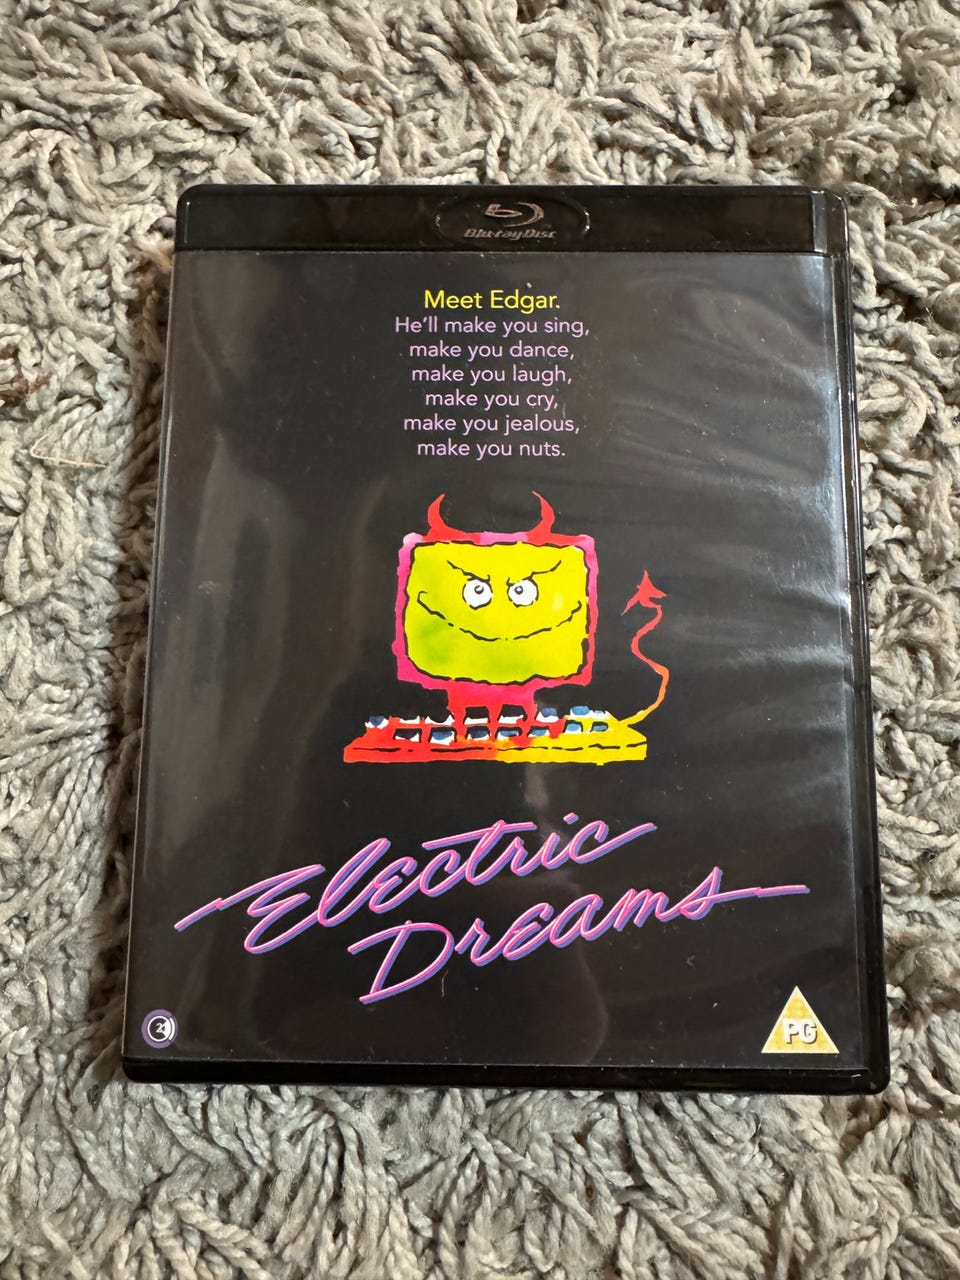 Blu-ray Disc
Meet Edgar.
He'll make you sing,
make you dance,
make you laugh,
make you cry,
make you jealous,
make you nuts.
Electric
Dreams
2
PG